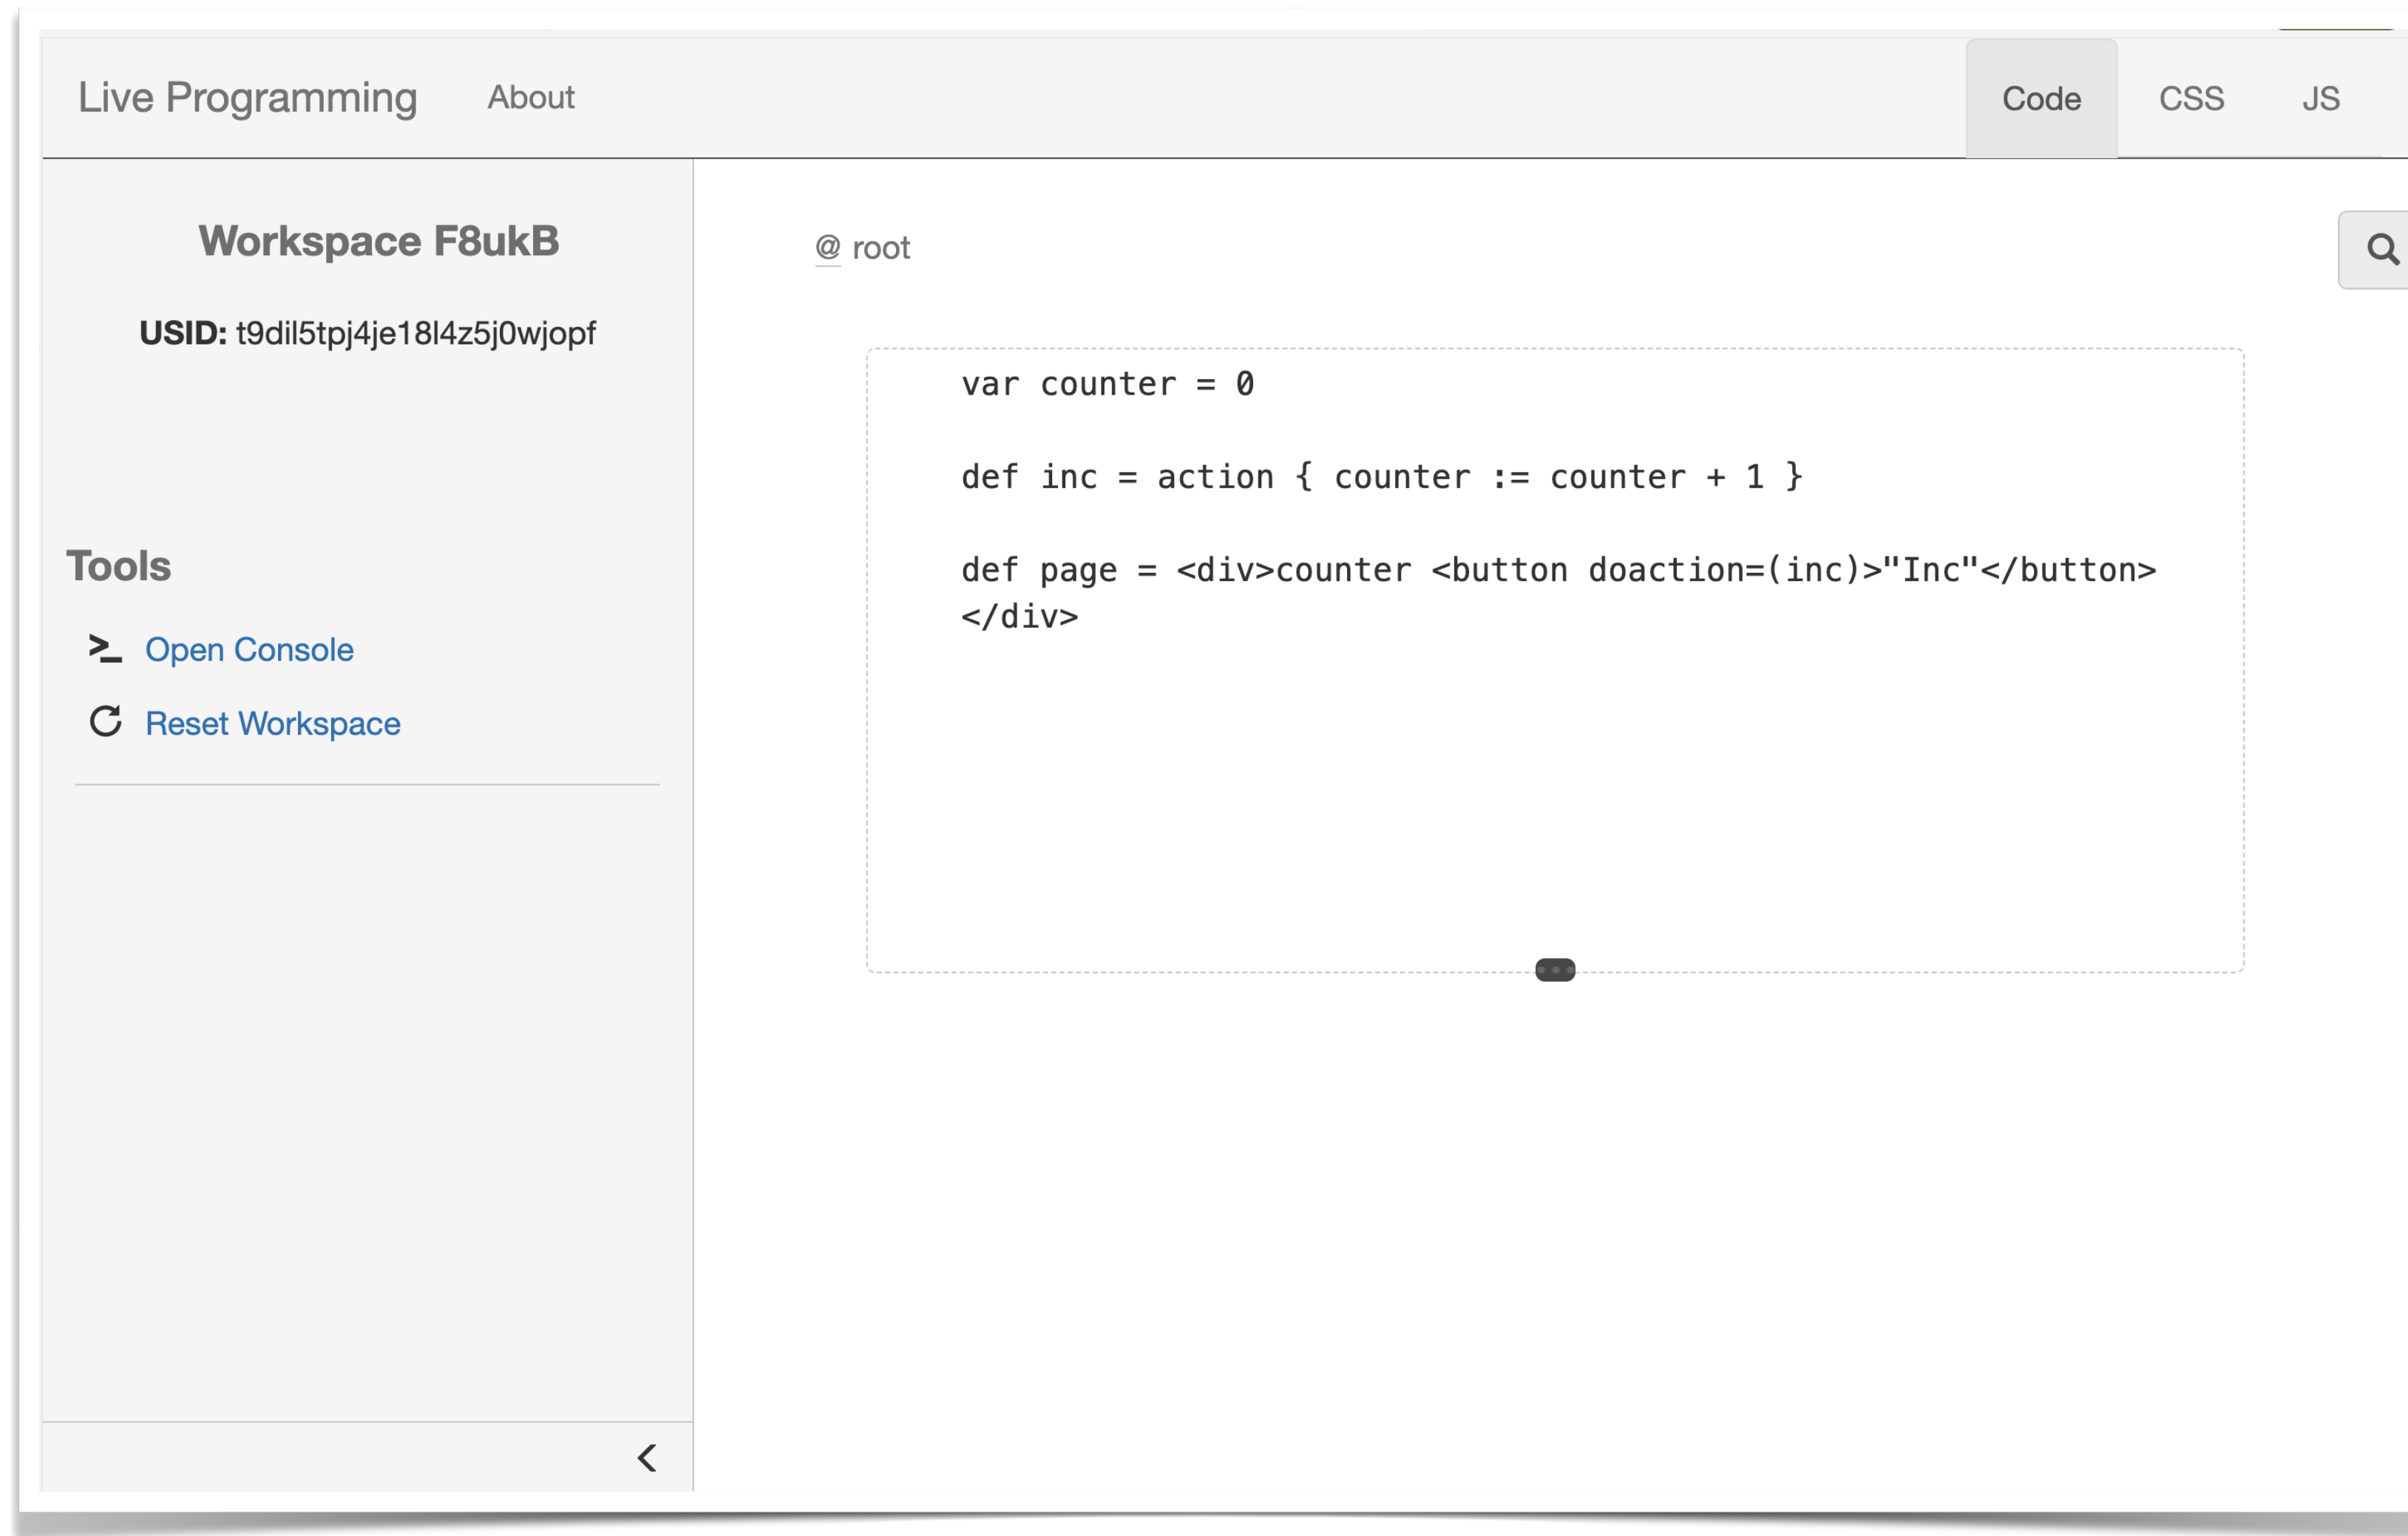 Live Programming About Code CSS JS
Workspace F8ukB
USID: t9dil5tpj4je18l4z5j0wjopf
Tools
>_ Open Console
Reset Workspace
@ root
var counter = 0
def inc = action { counter := counter + 1 }
def page = <div>counter <button doaction=(inc)>"Inc"</button>
</div>